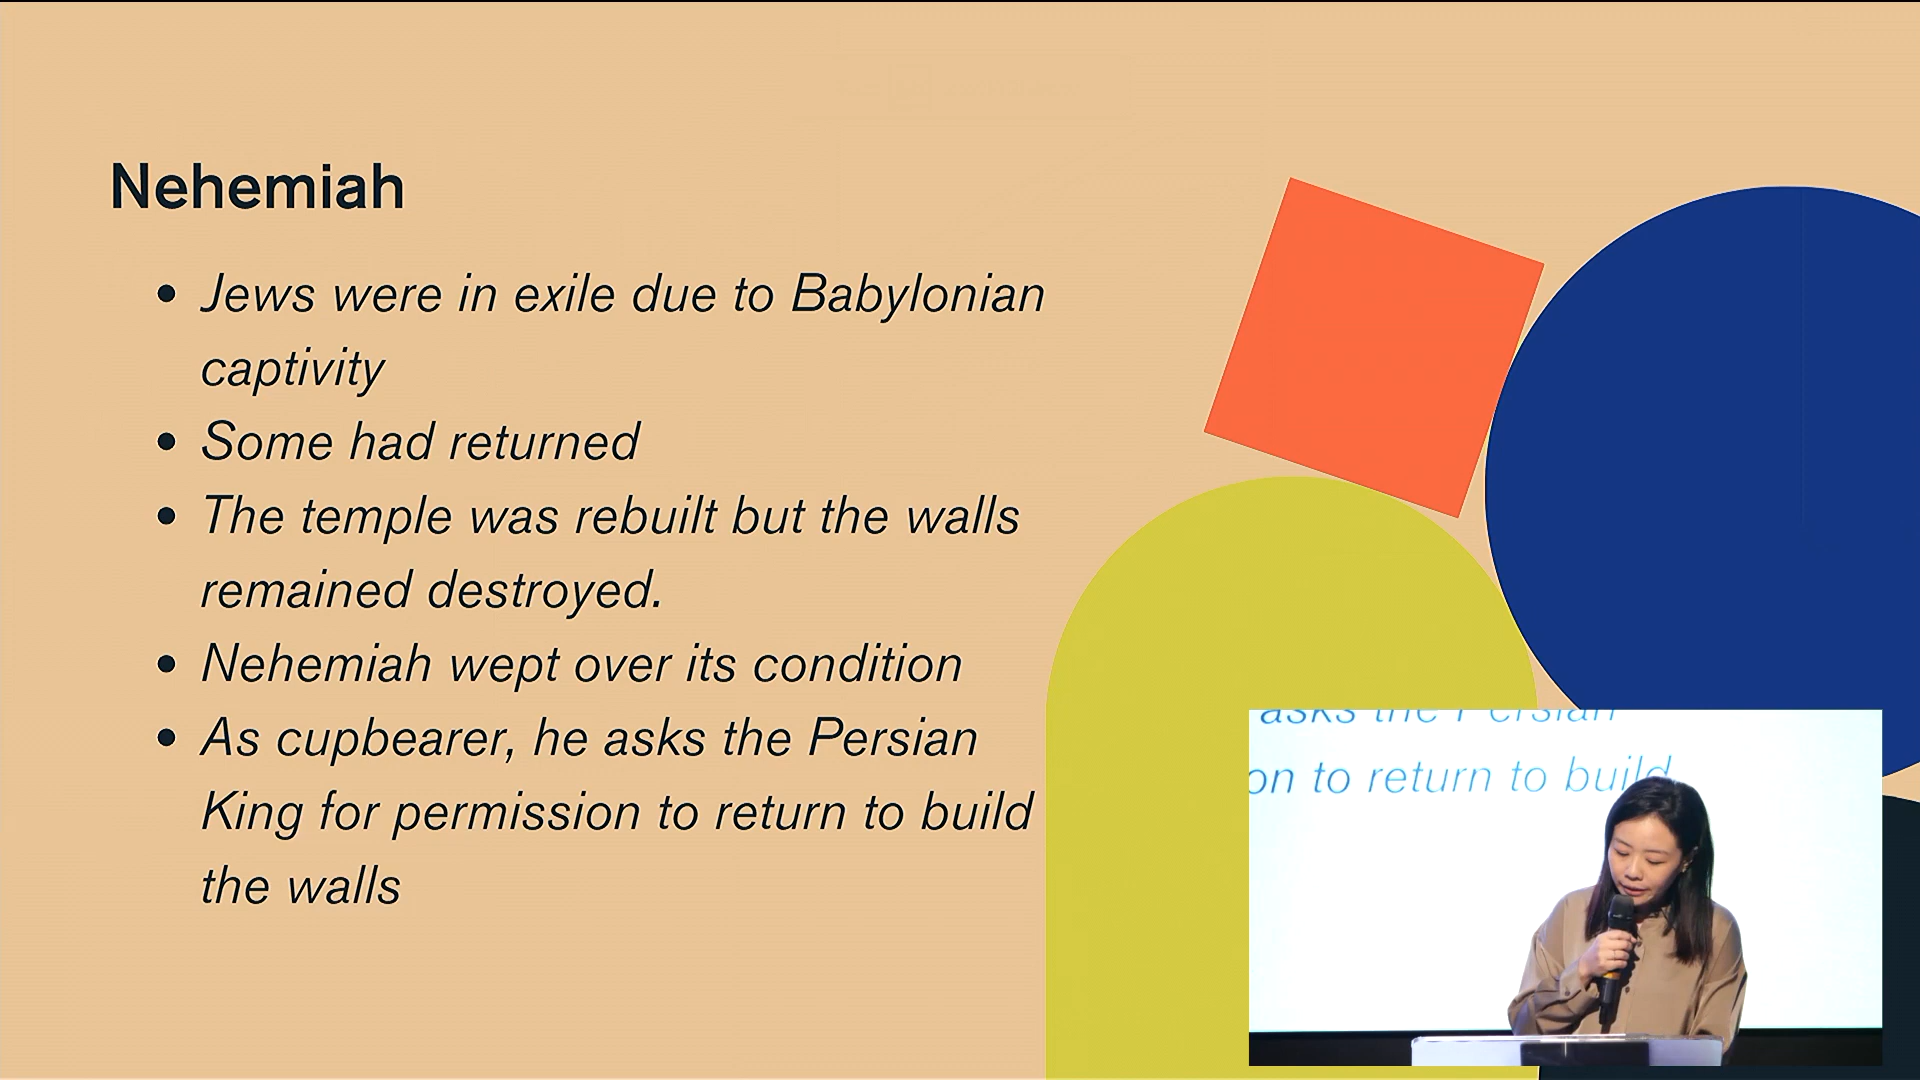 Nehemiah
• Jews were in exile due to Babylonian
captivity
• Some had returned
• The temple was rebuilt but the walls
remained destroyed.
• Nehemiah wept over its condition
• As cupbearer, he asks the Persian
King for permission to return to build
the walls
asks the Persian
on to return to build